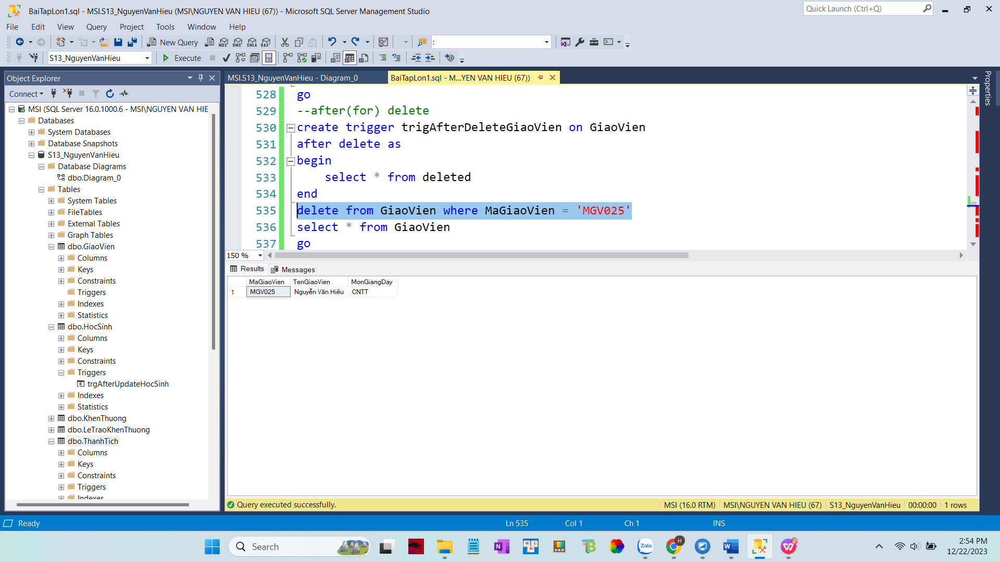 BaiTapLon1.sql - MSI.S13_NguyenVanHieu (MSI\NGUYEN VAN HIEU (67)) - Microsoft SQL Server Management Studio
Quick Launch (Ctrl+Q)
File Edit View Query Project Tools Window Help
New Query MDX DMX XMLA DAX :
S13_NguyenVanHieu Execute
Object Explorer
Connect
MSI (SQL Server 16.0.1000.6 - MSI\NGUYEN VAN HIE
Databases
System Databases
Database Snapshots
S13_NguyenVanHieu
Database Diagrams
dbo.Diagram_0
Tables
System Tables
FileTables
External Tables
Graph Tables
dbo.GiaoVien
Columns
Keys
Constraints
Triggers
Indexes
Statistics
dbo.HocSinh
Columns
Keys
Constraints
Triggers
trgAfterUpdateHocSinh
Indexes
Statistics
dbo.KhenThuong
dbo.LeTraoKhenThuong
dbo.ThanhTich
Columns
Keys
Constraints
Triggers
Indexes
MSI.S13_NguyenVanHieu - Diagram_0
BaiTapLon1.sql - M...YEN VAN HIEU (67))
Properties
528 go
529 --after(for) delete
530 create trigger trigAfterDeleteGiaoVien on GiaoVien
531 after delete as
532 begin
533 select * from deleted
534 end
535 delete from GiaoVien where MaGiaoVien = 'MGV025'
536 select * from GiaoVien
537 go
150 %
Results Messages
MaGiaoVien TenGiaoVien MonGiangDay
1 MGV025 Nguyễn Văn Hiếu CNTT
Query executed successfully. MSI (16.0 RTM) MSI\NGUYEN VAN HIEU (67) S13_NguyenVanHieu 00:00:00 1 rows
Ready Ln 535 Col 1 Ch 1 INS
Search
Zalo
H
2:54 PM
12/22/2023